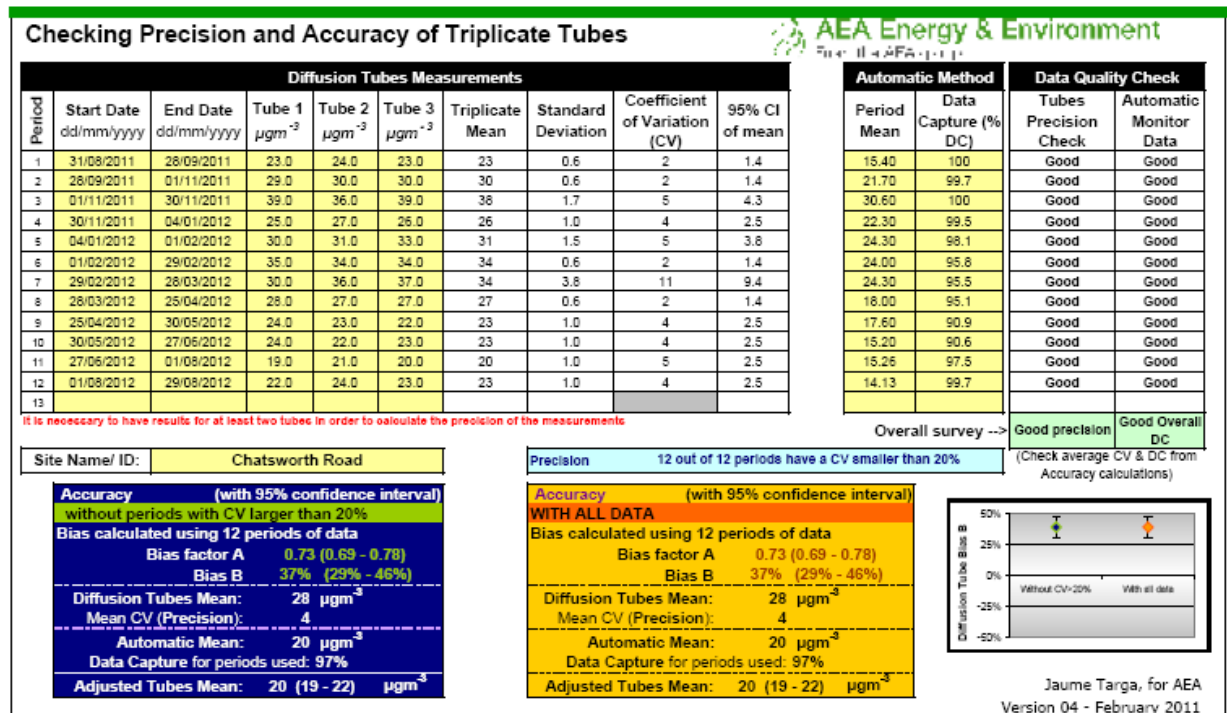 Checking Precision and Accuracy of Triplicate Tubes
AEA Energy & Environment
Diffusion Tubes Measurements
Automatic Method
Data Quality Check
Period
Start Date dd/mm/yyyy
End Date dd/mm/yyyy
Tube 1 µgm-3
Tube 2 µgm-3
Tube 3 µgm-3
Triplicate Mean
Standard Deviation
Coefficient of Variation (CV)
95% CI of mean
Period Mean
Data Capture (% DC)
Tubes Precision Check
Automatic Monitor Data
1 31/08/2011 28/09/2011 23.0 24.0 23.0 23 0.6 2 1.4 15.40 100 Good Good
2 28/09/2011 01/11/2011 29.0 30.0 30.0 30 0.6 2 1.4 21.70 99.7 Good Good
3 01/11/2011 30/11/2011 39.0 36.0 39.0 38 1.7 5 4.3 30.60 100 Good Good
4 30/11/2011 04/01/2012 25.0 27.0 26.0 26 1.0 4 2.5 22.30 99.5 Good Good
5 04/01/2012 01/02/2012 30.0 31.0 33.0 31 1.5 5 3.8 24.30 98.1 Good Good
6 01/02/2012 29/02/2012 35.0 34.0 34.0 34 0.6 2 1.4 24.00 95.8 Good Good
7 29/02/2012 28/03/2012 30.0 36.0 37.0 34 3.8 11 9.4 24.30 95.5 Good Good
8 28/03/2012 25/04/2012 28.0 27.0 27.0 27 0.6 2 1.4 18.00 95.1 Good Good
9 25/04/2012 30/05/2012 24.0 23.0 22.0 23 1.0 4 2.5 17.60 90.9 Good Good
10 30/05/2012 27/06/2012 24.0 22.0 23.0 23 1.0 4 2.5 15.20 90.6 Good Good
11 27/06/2012 01/08/2012 19.0 21.0 20.0 20 1.0 5 2.5 15.26 97.5 Good Good
12 01/08/2012 29/08/2012 22.0 24.0 23.0 23 1.0 4 2.5 14.13 99.7 Good Good
13
It is necessary to have results for at least two tubes in order to calculate the precision of the measurements
Overall survey --> Good precision Good Overall DC
Site Name/ ID: Chatsworth Road
Precision 12 out of 12 periods have a CV smaller than 20%
(Check average CV & DC from Accuracy calculations)
Accuracy (with 95% confidence interval)
without periods with CV larger than 20%
Bias calculated using 12 periods of data
Bias factor A 0.73 (0.69 - 0.78)
Bias B 37% (29% - 46%)
Diffusion Tubes Mean: 28 µgm-3
Mean CV (Precision): 4
Automatic Mean: 20 µgm-3
Data Capture for periods used: 97%
Adjusted Tubes Mean: 20 (19 - 22) µgm-3
Accuracy (with 95% confidence interval)
WITH ALL DATA
Bias calculated using 12 periods of data
Bias factor A 0.73 (0.69 - 0.78)
Bias B 37% (29% - 46%)
Diffusion Tubes Mean: 28 µgm-3
Mean CV (Precision): 4
Automatic Mean: 20 µgm-3
Data Capture for periods used: 97%
Adjusted Tubes Mean: 20 (19 - 22) µgm-3
Diffusion Tube Bias B
50%
25%
0%
-25%
-50%
Without CV>20%
With all data
Jaume Targa, for AEA
Version 04 - February 2011